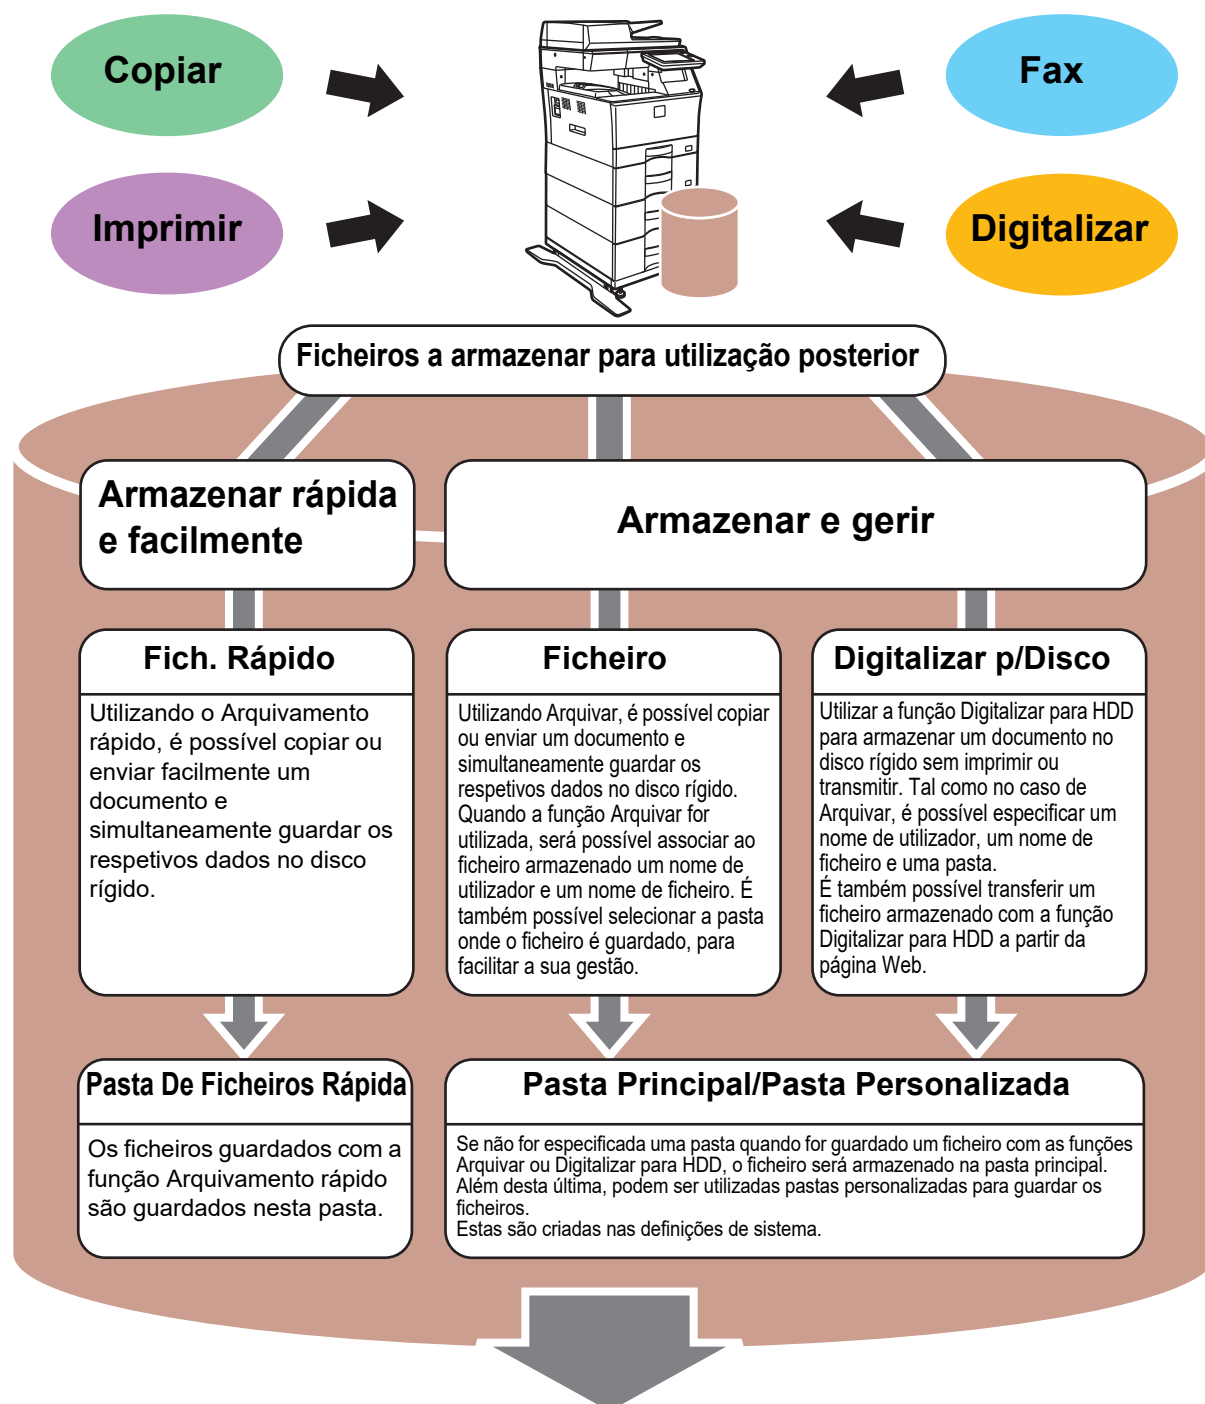 Copiar
Fax
Imprimir
Digitalizar
Ficheiros a armazenar para utilização posterior
Armazenar rápida
e facilmente
Armazenar e gerir
Fich. Rápido
Utilizando o Arquivamento
rápido, é possível copiar ou
enviar facilmente um
documento e
simultaneamente guardar os
respetivos dados no disco
rígido.
Ficheiro
Utilizando Arquivar, é possível copiar
ou enviar um documento e
simultaneamente guardar os
respetivos dados no disco rígido.
Quando a função Arquivar for
utilizada, será possível associar ao
ficheiro armazenado um nome de
utilizador e um nome de ficheiro. É
também possível selecionar a pasta
onde o ficheiro é guardado, para
facilitar a sua gestão.
Digitalizar p/Disco
Utilizar a função Digitalizar para HDD
para armazenar um documento no
disco rígido sem imprimir ou
transmitir. Tal como no caso de
Arquivar, é possível especificar um
nome de utilizador, um nome de
ficheiro e uma pasta.
É também possível transferir um
ficheiro armazenado com a função
Digitalizar para HDD a partir da
página Web.
Pasta De Ficheiros Rápida
Os ficheiros guardados com a
função Arquivamento rápido
são guardados nesta pasta.
Pasta Principal/Pasta Personalizada
Se não for especificada uma pasta quando for guardado um ficheiro com as funções
Arquivar ou Digitalizar para HDD, o ficheiro será armazenado na pasta principal.
Além desta última, podem ser utilizadas pastas personalizadas para guardar os
ficheiros.
Estas são criadas nas definições de sistema.